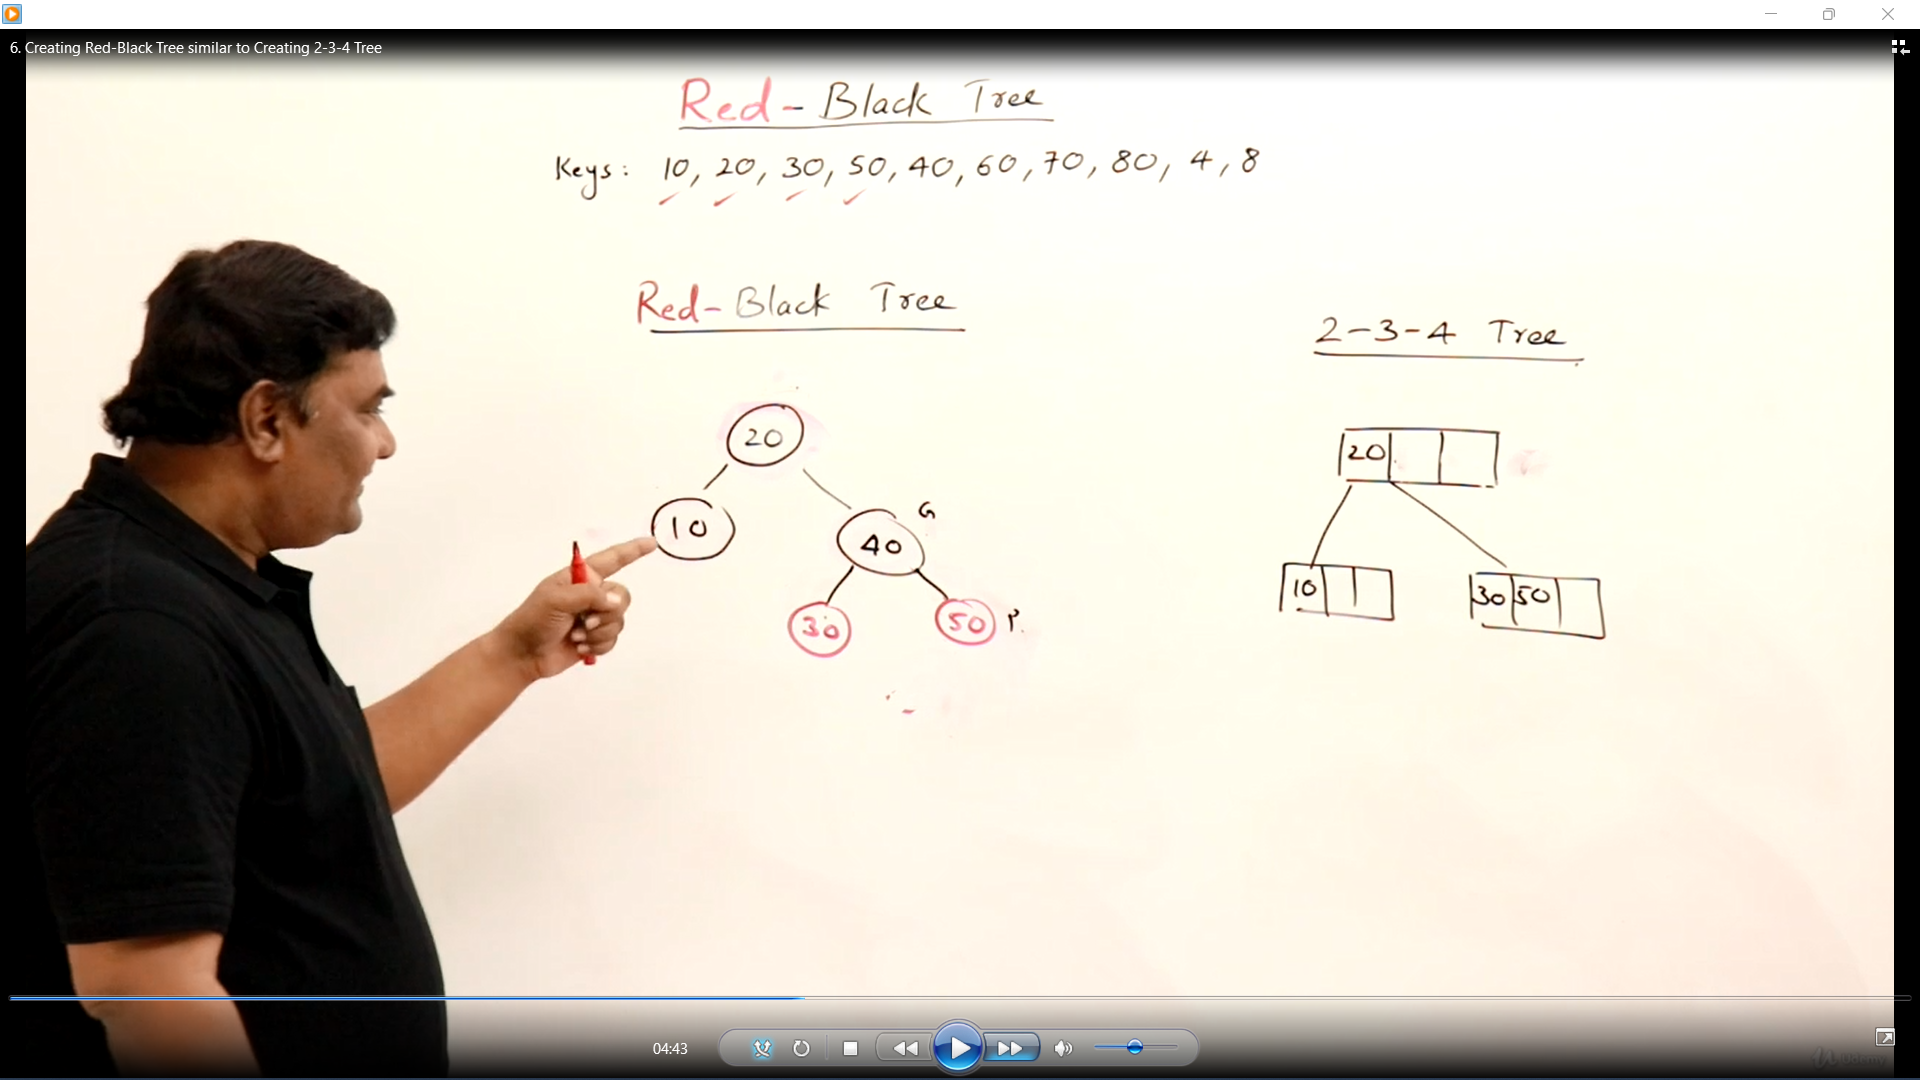 6. Creating Red-Black Tree similar to Creating 2-3-4 Tree
Red-Black Tree
Keys: 10, 20, 30, 50, 40, 60, 70, 80, 4, 8
Red-Black Tree
2-3-4 Tree
20
10
40
G
30
50
P.
20
10
30 50
04:43